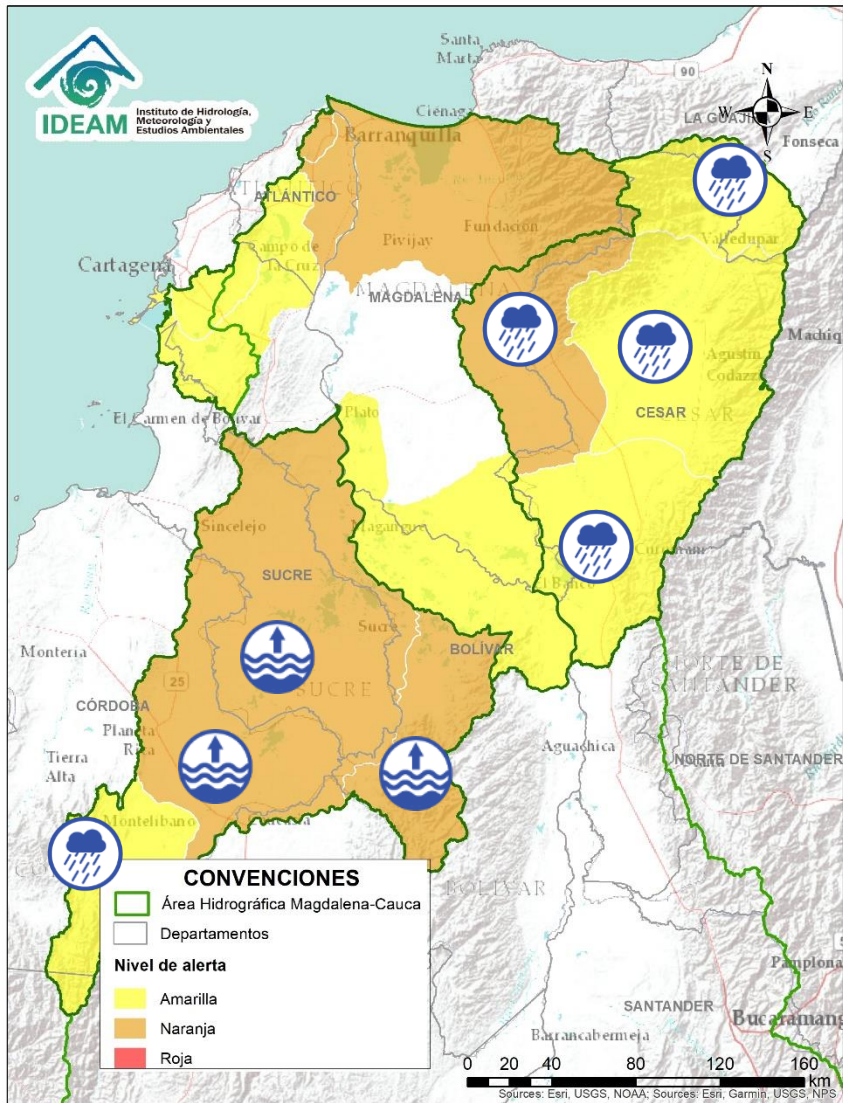 IDEAM
Instituto de Hidrología,
Meteorología y
Estudios Ambientales
Santa
Marta
90
N
W
E
S
LA GUAJIRA
Fonseca
Ciénaga
Barranquilla
ATLÁNTICO
Campo de
la Cruz
Pivijay
Fundación
Valledupar
Cartagena
MAGDALENA
Agustín
Codazzi
CESAR
El Carmen de Bolívar
Plato
Sincelejo
Magangué
SUCRE
El Banco
Sucre
BOLÍVAR
Montería
25
SUCRE
NORTE DE
SANTANDER
CÓRDOBA
Planeta
Rica
Tierra
Alta
Aguachica
NORTE DE SANTANDER
Montelíbano
BOLÍVAR
CONVENCIONES
Área Hidrográfica Magdalena-Cauca
Departamentos
Nivel de alerta
Amarilla
Naranja
Roja
Pamplona
SANTANDER
Bucaramang
Barrancabermeja
0 20 40 80 120 160
km
Sources: Esri, USGS, NOAA; Sources: Esri, Garmin, USGS, NPS